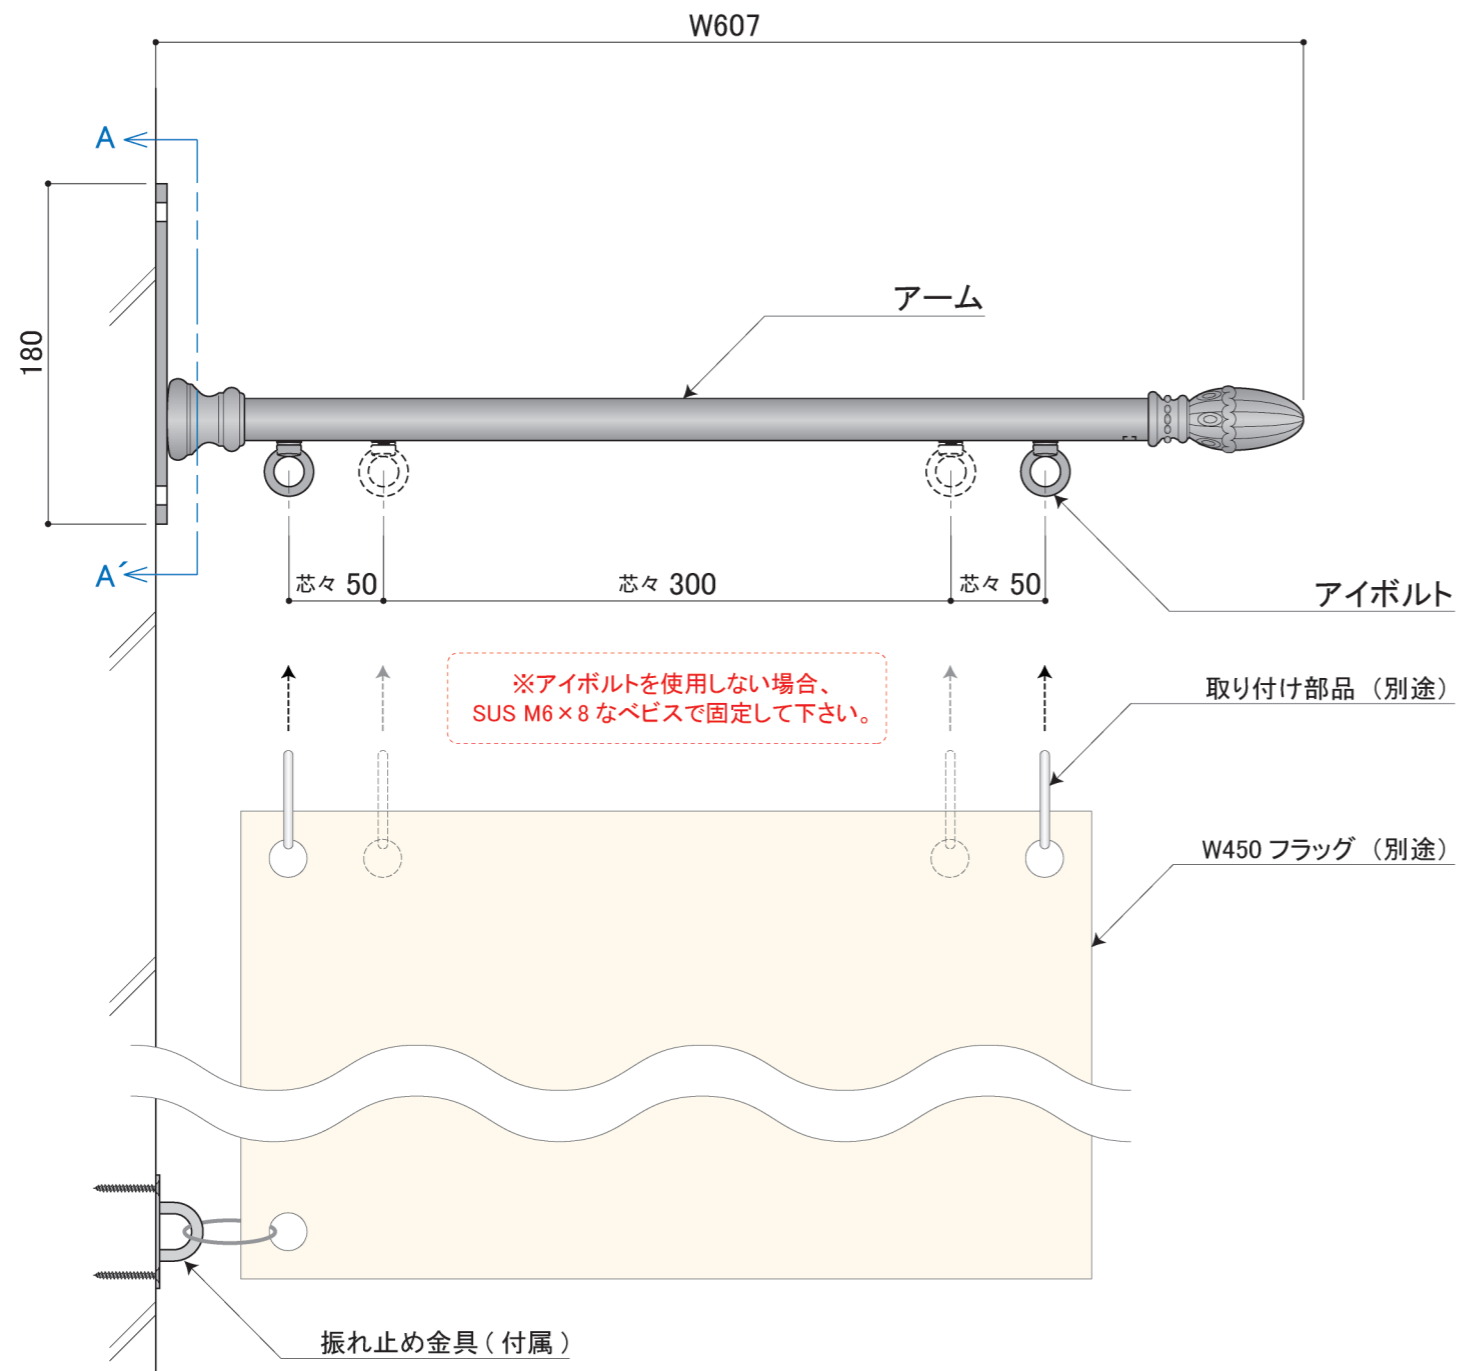 W607
A
180
アーム
A´
芯々 50
芯々 300
芯々 50
アイボルト
※アイボルトを使用しない場合、
SUS M6×8 なベビスで固定して下さい。
取り付け部品（別途）
W450 フラッグ（別途）
振れ止め金具（付属）